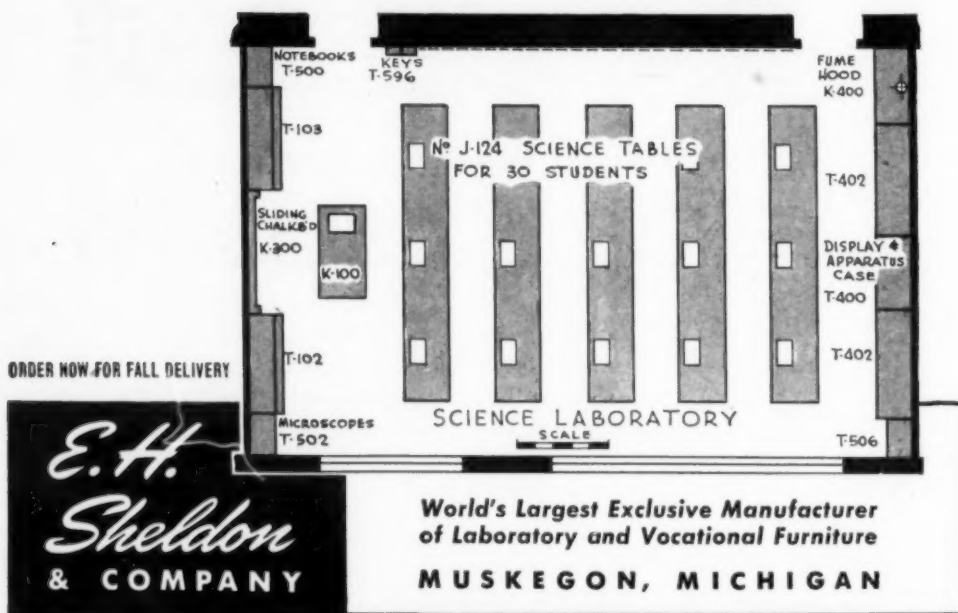 NOTEBOOKS
T-500
KEYS
T-596
FUME
HOOD
K-400
T-103
Nº J-124 SCIENCE TABLES
FOR 30 STUDENTS
T-402
SLIDING
CHALKB'D
K-300
K-100
DISPLAY &
APPARATUS
CASE
T-400
T-102
T-402
ORDER NOW FOR FALL DELIVERY
MICROSCOPES
T-502
SCIENCE LABORATORY
SCALE
T-506
E.H.
Sheldon
& COMPANY
World's Largest Exclusive Manufacturer
of Laboratory and Vocational Furniture
MUSKEGON, MICHIGAN